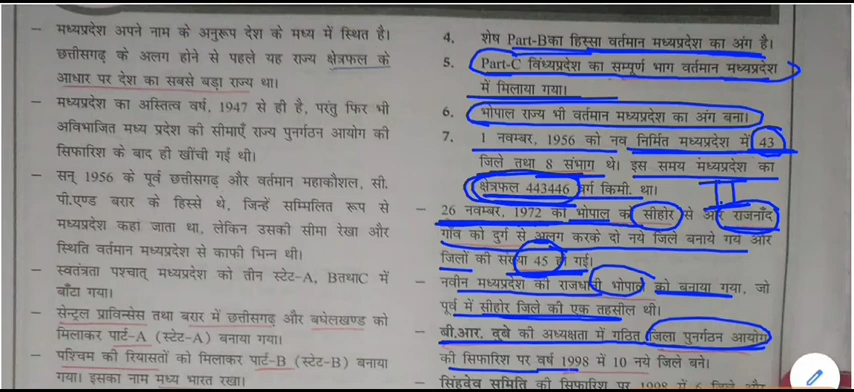 – मध्यप्रदेश अपने नाम के अनुरूप देश के मध्य में स्थित है।
छत्तीसगढ़ के अलग होने से पहले यह राज्य क्षेत्रफल के
आधार पर देश का सबसे बड़ा राज्य था।
– मध्यप्रदेश का अस्तित्व वर्ष, 1947 से ही है, परंतु फिर भी
अविभाजित मध्य प्रदेश की सीमाएँ राज्य पुनर्गठन आयोग की
सिफारिश के बाद ही खींची गई थी।
– सन् 1956 के पूर्व छत्तीसगढ़ और वर्तमान महाकौशल, सी.
पी.एण्ड बरार के हिस्से थे, जिन्हें सम्मिलित रूप से
मध्यप्रदेश कहा जाता था, लेकिन उसकी सीमा रेखा और
स्थिति वर्तमान मध्यप्रदेश से काफी भिन्न थी।
– स्वतंत्रता पश्चात् मध्यप्रदेश को तीन स्टेट-A, BतथाC में
बाँटा गया।
– सेन्ट्रल प्राविन्सेस तथा बरार में छत्तीसगढ़ और बघेलखण्ड को
मिलाकर पार्ट-A (स्टेट-A) बनाया गया।
– पश्चिम की रियासतों को मिलाकर पार्ट-B (स्टेट-B) बनाया
गया। इसका नाम मध्य भारत रखा।
4. शेष Part-Bका हिस्सा वर्तमान मध्यप्रदेश का अंग है।
5. Part-C विंध्यप्रदेश का सम्पूर्ण भाग वर्तमान मध्यप्रदेश
में मिलाया गया।
6. भोपाल राज्य भी वर्तमान मध्यप्रदेश का अंग बना।
7. 1 नवम्बर, 1956 को नव निर्मित मध्यप्रदेश में 43
जिले तथा 8 संभाग थे। इस समय मध्यप्रदेश का
क्षेत्रफल 443446 वर्ग किमी. था।
– 26 नवम्बर, 1972 को भोपाल को सीहोर से और राजनाँद
गाँव को दुर्ग से अलग करके दो नये जिले बनाये गये और
जिलों की संख्या 45 हो गई।
– नवीन मध्यप्रदेश की राजधानी भोपाल को बनाया गया, जो
पूर्व में सीहोर जिले की एक तहसील थी।
– बी.आर. दुबे की अध्यक्षता में गठित जिला पुनर्गठन आयोग
की सिफारिश पर वर्ष 1998 में 10 नये जिले बने।
– सिंहदेव समिति की सिफारिश पर 1998 में 6 जिले और